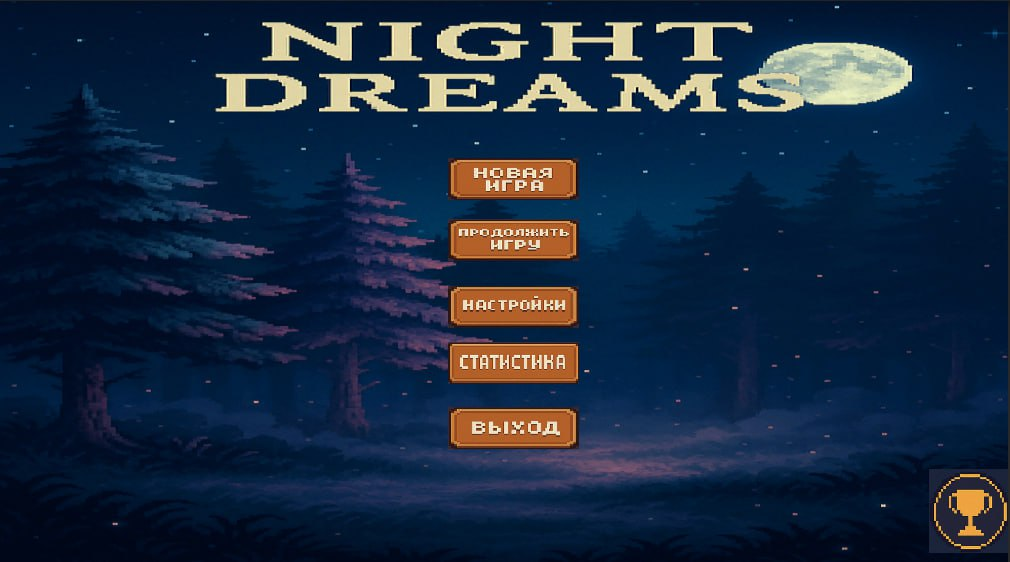 NIGHT
DREAMS
НОВАЯ
ИГРА
ПРОДОЛЖИТЬ
ИГРУ
НАСТРОЙКИ
СТАТИСТИКА
ВЫХОД